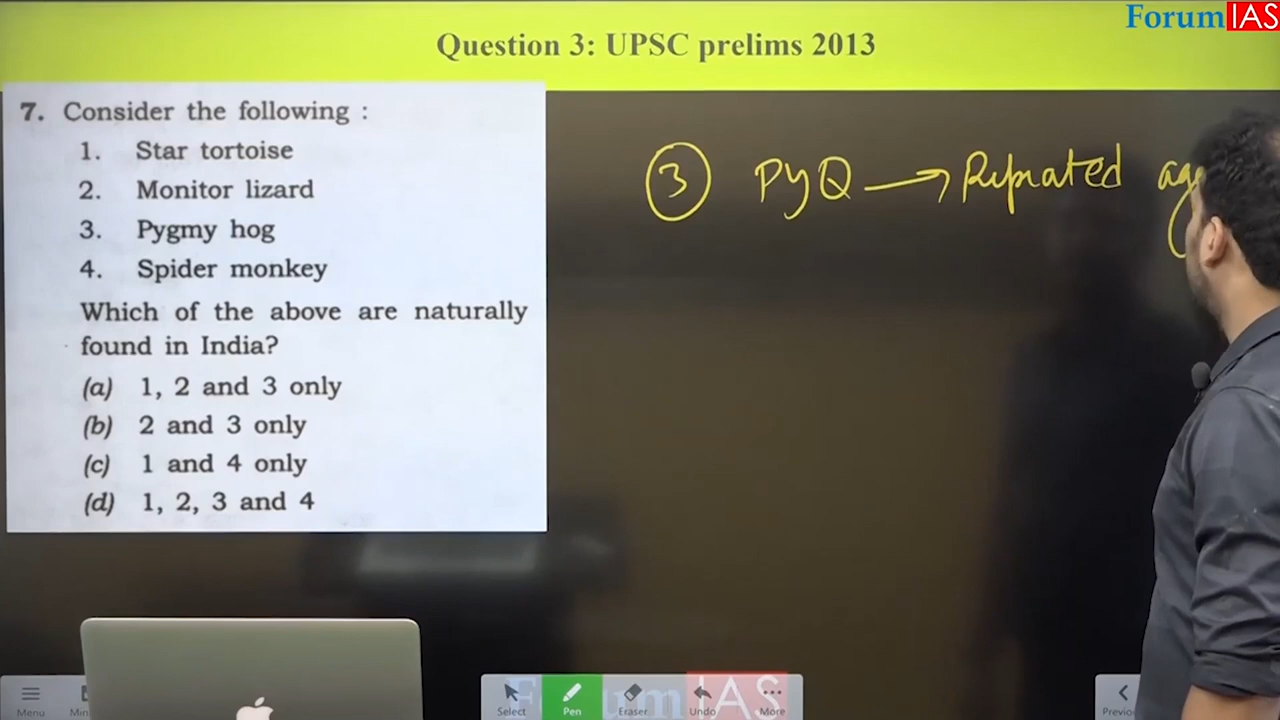 ForumIAS
Question 3: UPSC prelims 2013
7. Consider the following :
1. Star tortoise
2. Monitor lizard
3. Pygmy hog
4. Spider monkey
Which of the above are naturally
found in India?
(a) 1, 2 and 3 only
(b) 2 and 3 only
(c) 1 and 4 only
(d) 1, 2, 3 and 4
③ PYQ → Repeated
Menu
Select Pen Eraser Undo More